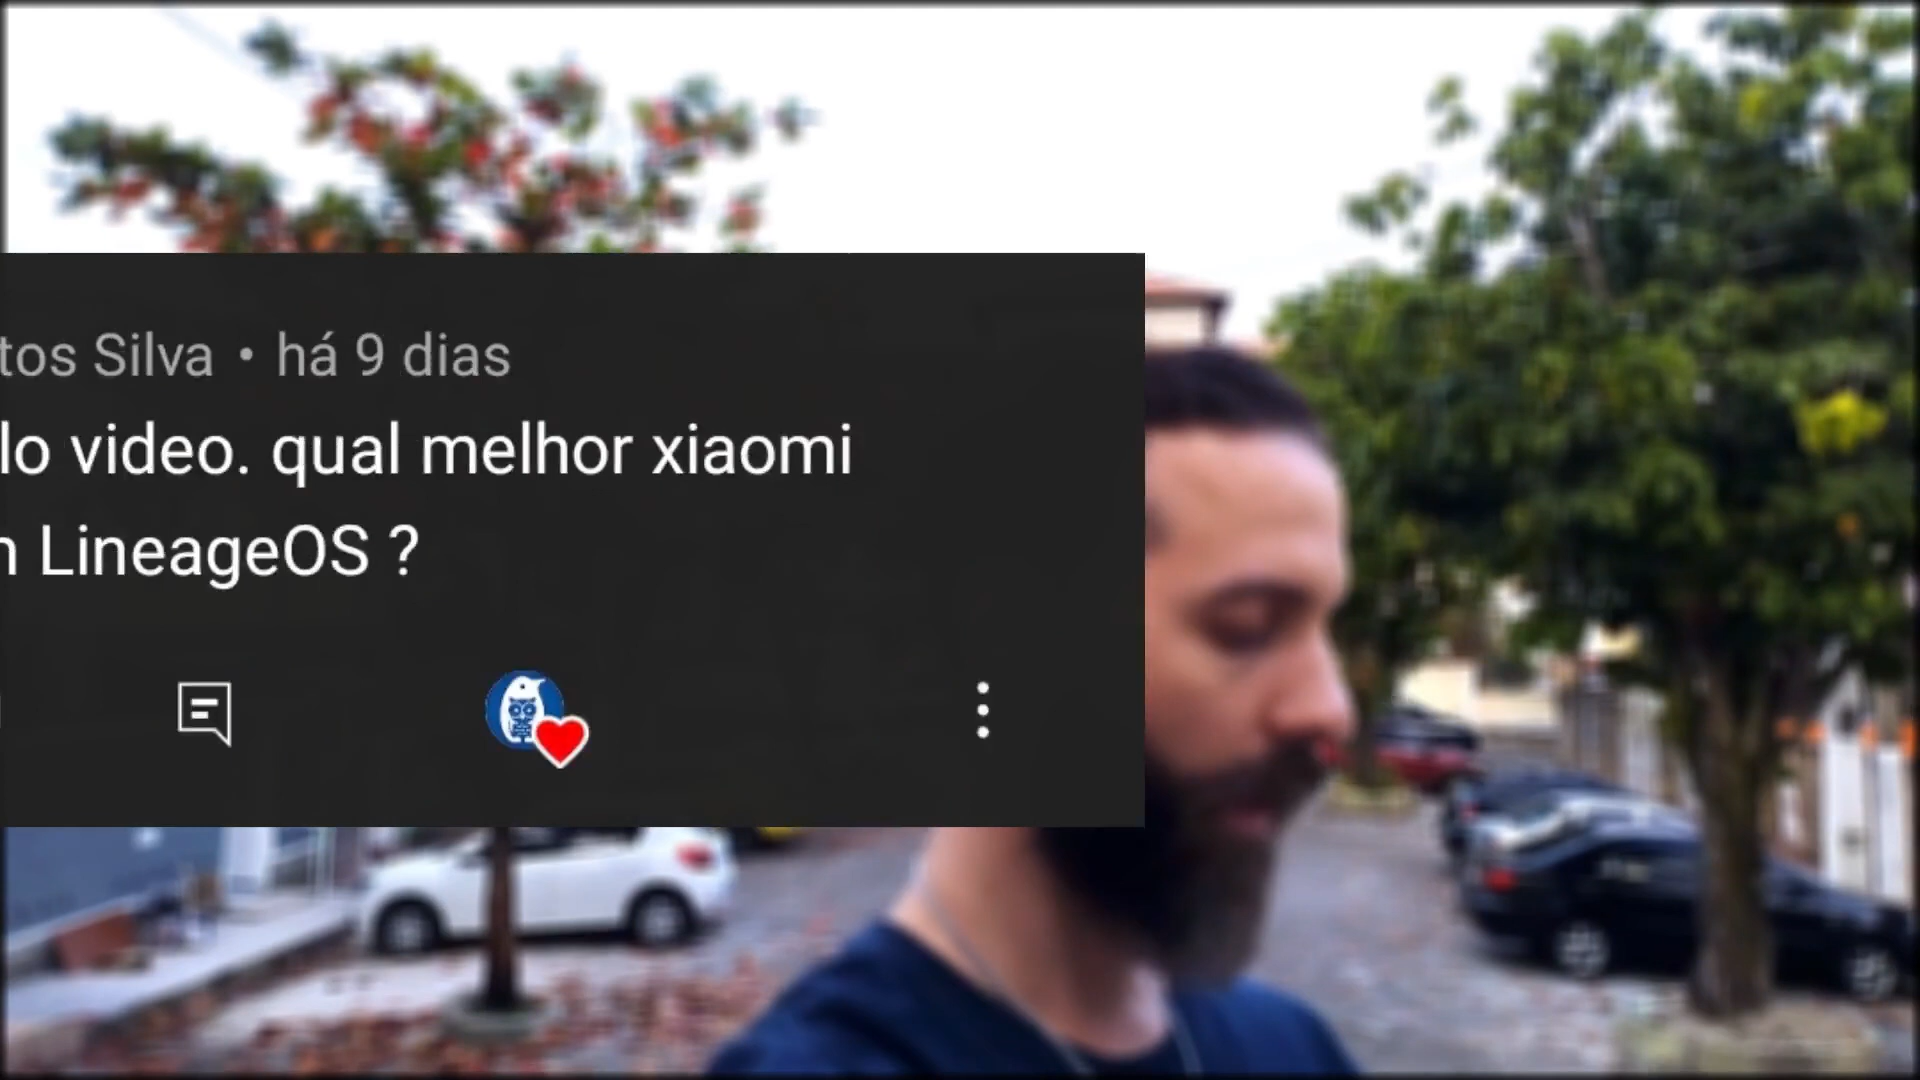 tos Silva • há 9 dias
lo video. qual melhor xiaomi
LineageOS ?